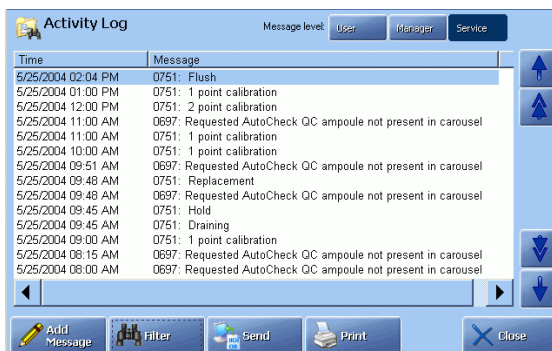 Activity Log
Message level: User Manager Service
Time Message
5/25/2004 02:04 PM 0751: Flush
5/25/2004 01:00 PM 0751: 1 point calibration
5/25/2004 12:00 PM 0751: 2 point calibration
5/25/2004 11:00 AM 0697: Requested AutoCheck QC ampoule not present in carousel
5/25/2004 11:00 AM 0751: 1 point calibration
5/25/2004 10:00 AM 0751: 1 point calibration
5/25/2004 09:51 AM 0697: Requested AutoCheck QC ampoule not present in carousel
5/25/2004 09:48 AM 0751: Replacement
5/25/2004 09:48 AM 0697: Requested AutoCheck QC ampoule not present in carousel
5/25/2004 09:45 AM 0751: Hold
5/25/2004 09:45 AM 0751: Draining
5/25/2004 09:00 AM 0751: 1 point calibration
5/25/2004 08:15 AM 0697: Requested AutoCheck QC ampoule not present in carousel
5/25/2004 08:00 AM 0697: Requested AutoCheck QC ampoule not present in carousel
Add Message Filter Send Print Close